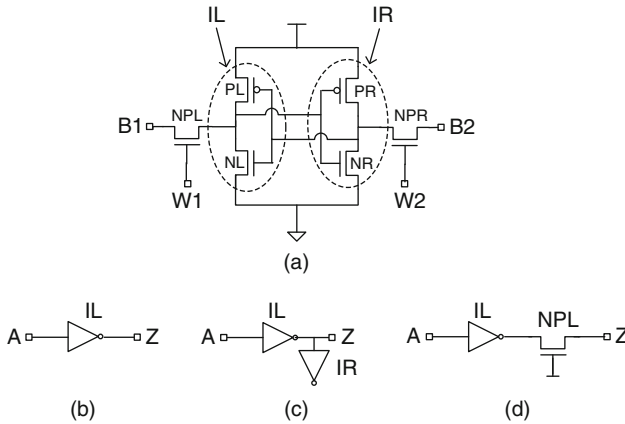 IL IR
PL PR
NPL NPR
B1 B2
NL NR
W1 W2
(a)
IL IL IL NPL
A Z A Z A Z
IR
(b) (c) (d)